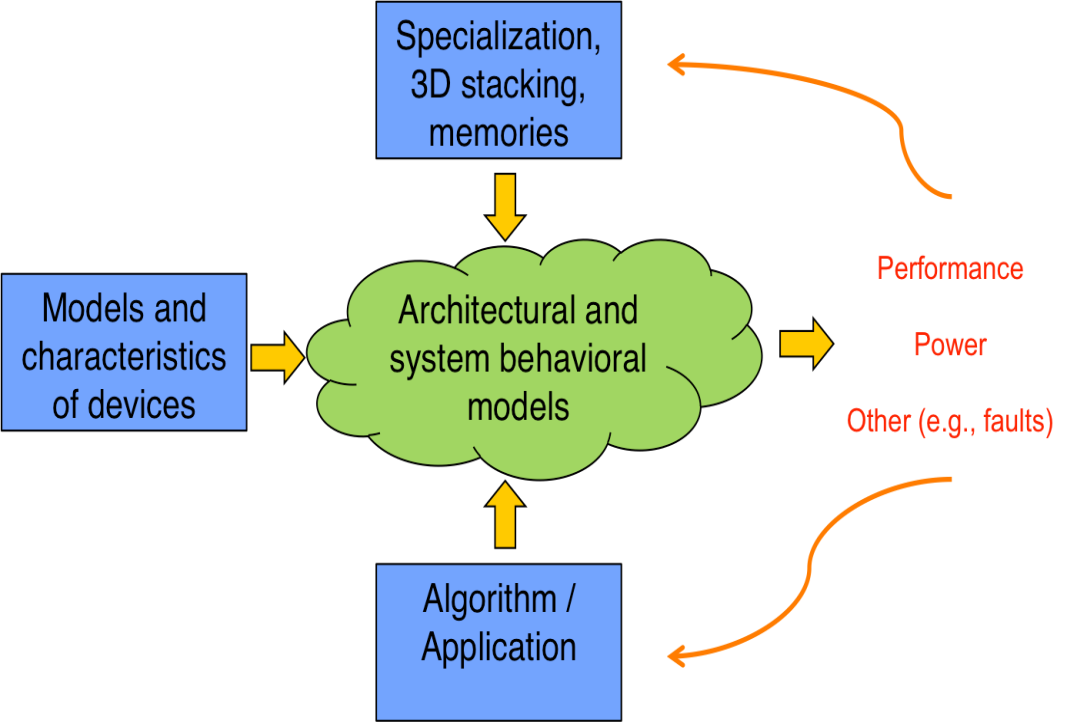 Specialization,
3D stacking,
memories
Models and
characteristics
of devices
Architectural and
system behavioral
models
Performance
Power
Other (e.g., faults)
Algorithm /
Application